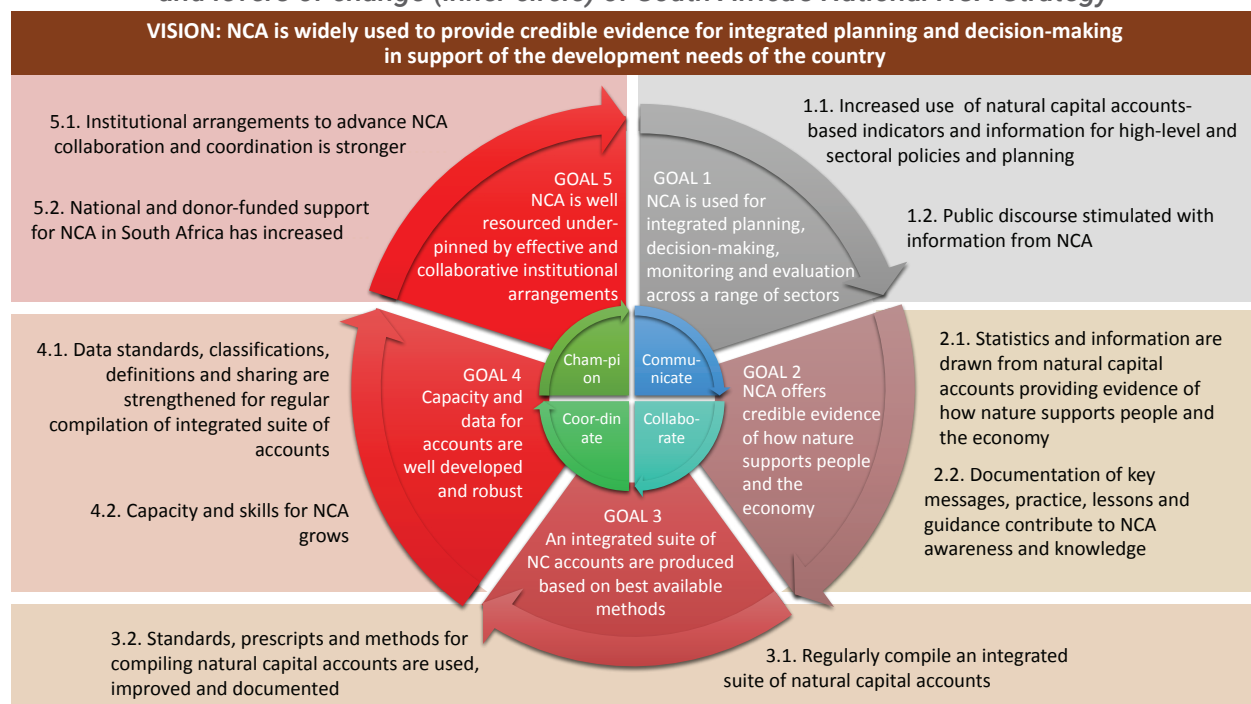 and levers of change (inner circle) of South Africa's National NCA Strategy
VISION: NCA is widely used to provide credible evidence for integrated planning and decision-making
in support of the development needs of the country
5.1. Institutional arrangements to advance NCA
collaboration and coordination is stronger
5.2. National and donor-funded support
for NCA in South Africa has increased
GOAL 5
NCA is well
resourced under-
pinned by effective and
collaborative institutional
arrangements
GOAL 1
NCA is used for
integrated planning,
decision-making,
monitoring and evaluation
across a range of sectors
1.1. Increased use of natural capital accounts-
based indicators and information for high-level and
sectoral policies and planning
1.2. Public discourse stimulated with
information from NCA
4.1. Data standards, classifications,
definitions and sharing are
strengthened for regular
compilation of integrated suite of
accounts
4.2. Capacity and skills for NCA
grows
GOAL 4
Capacity and
data for
accounts are
well developed
and robust
Cham-pi
on
Commu-
nicate
Coor-din
ate
Collabo-
rate
GOAL 2
NCA offers
credible evidence
of how nature
supports people
and the
economy
2.1. Statistics and information are
drawn from natural capital
accounts providing evidence of
how nature supports people and
the economy
2.2. Documentation of key
messages, practice, lessons and
guidance contribute to NCA
awareness and knowledge
GOAL 3
An integrated suite of
NC accounts are produced
based on best available
methods
3.2. Standards, prescripts and methods for
compiling natural capital accounts are used,
improved and documented
3.1. Regularly compile an integrated
suite of natural capital accounts